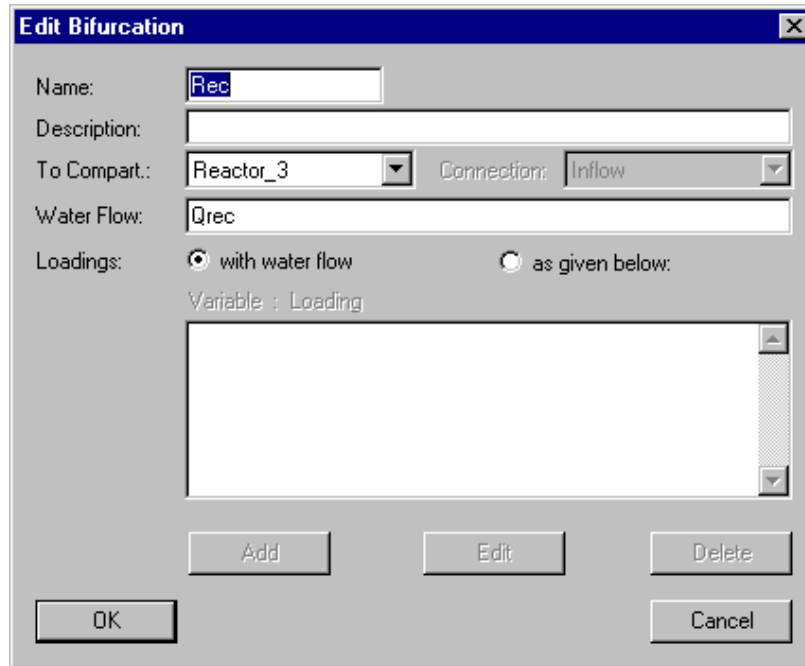 Edit Bifurcation
Name: Rec
Description:
To Compart.: Reactor_3 Connection: Inflow
Water Flow: Qrec
Loadings: with water flow as given below:
Variable : Loading
Add Edit Delete
OK Cancel